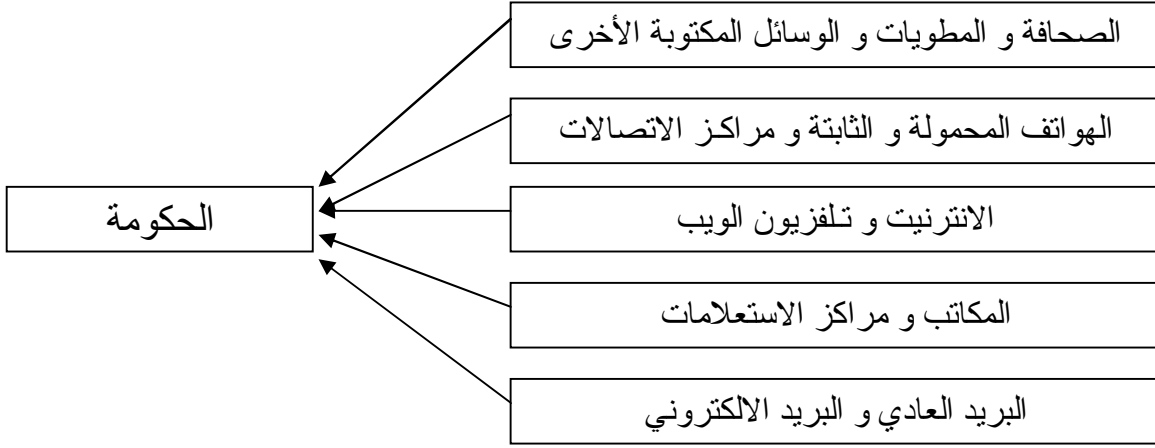 الصحافة و المطويات و الوسائل المكتوبة الأخرى
الهواتف المحمولة و الثابتة و مراكز الاتصالات
الحكومة
الانترنيت و تلفزيون الويب
المكاتب و مراكز الاستعلامات
البريد العادي و البريد الالكتروني